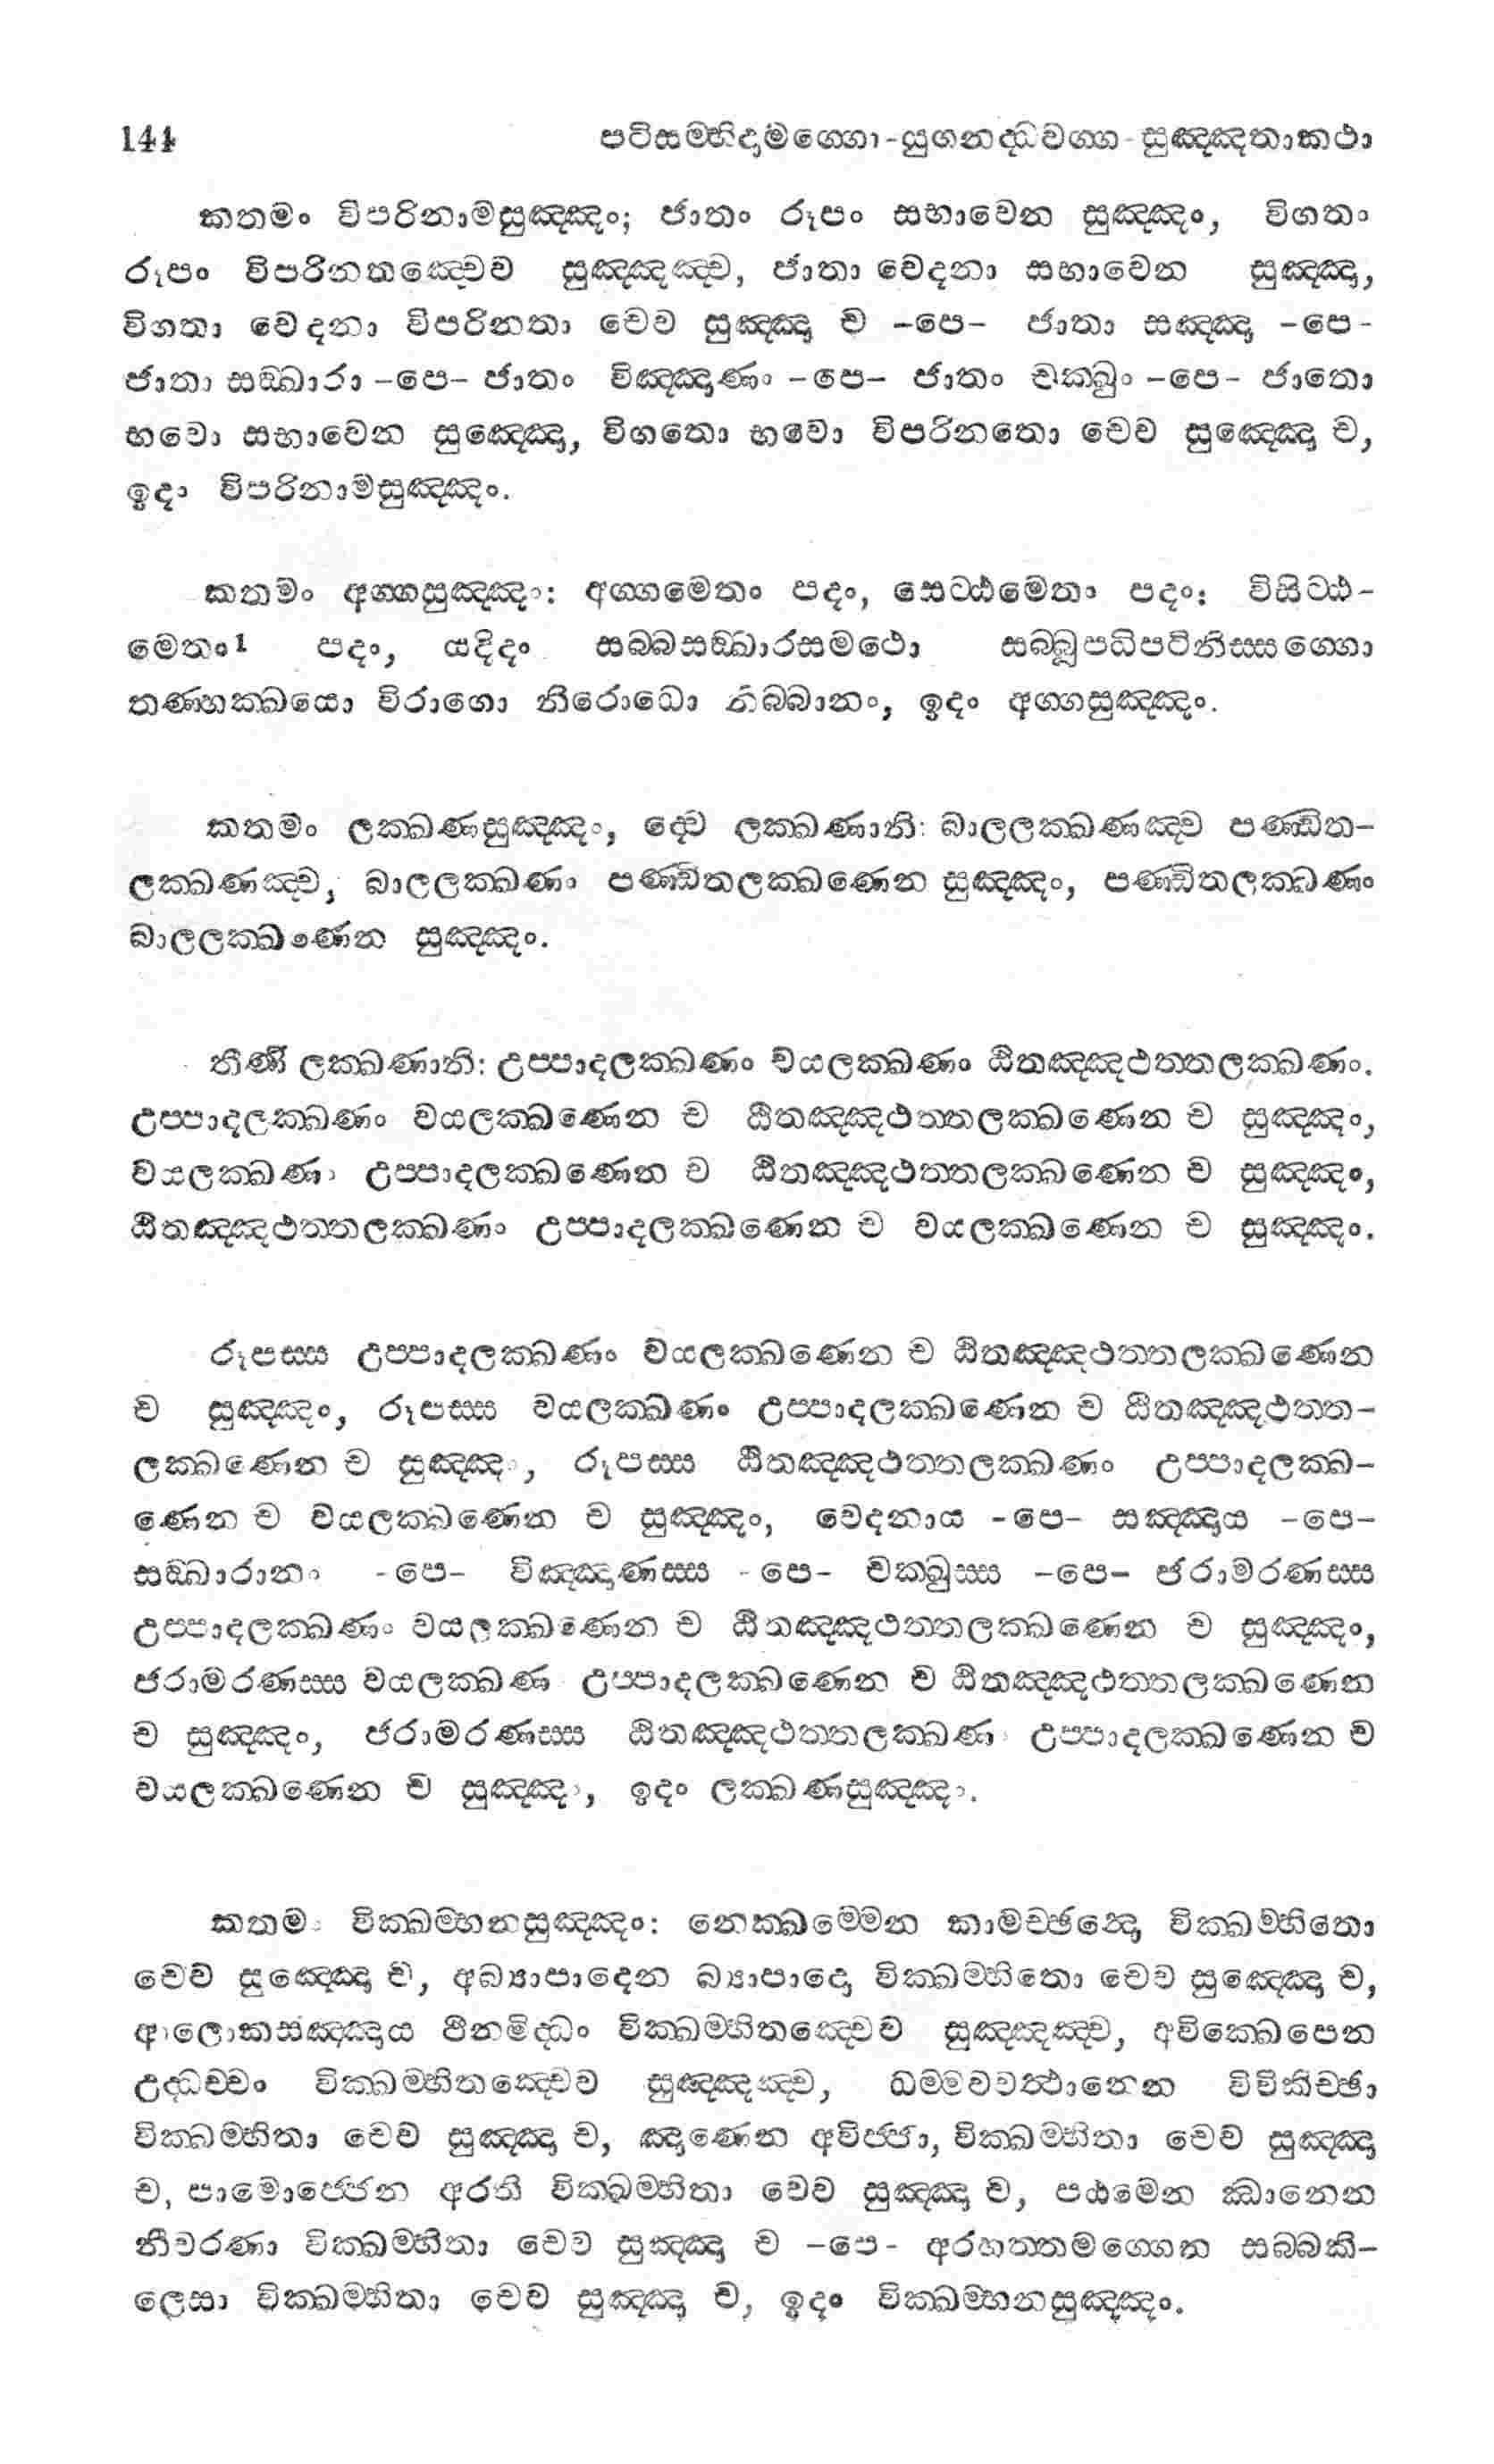 144 පටිසම්භිදාමග්ගො-යුගනද්ධවග්ග-සුඤ්ඤතාකථා
කතමං විපරිනාමසුඤ්ඤං; ජාතං රූපං සභාවෙන සුඤ්ඤං, විගතං
රූපං විපරිනතඤ්චෙව සුඤ්ඤඤ්ච, ජාතා වෙදනා සභාවෙන සුඤ්ඤා,
විගතා වෙදනා විපරිනතා චෙව සුඤ්ඤා ච -පෙ- ජාතා සඤ්ඤා -පෙ-
ජාතා සඞ්ඛාරා -පෙ- ජාතං විඤ්ඤාණං -පෙ- ජාතං චක්ඛුං -පෙ- ජාතො
භවො සභාවෙන සුඤ්ඤො, විගතො භවො විපරිනතො චෙව සුඤ්ඤො ච,
ඉදං විපරිනාමසුඤ්ඤං.
කතමං අග්ගසුඤ්ඤං: අග්ගමෙතං පදං, සෙට්ඨමෙතං පදං: විසිට්ඨ-
මෙතං1 පදං, යදිදං සබ්බසඞ්ඛාරසමථො සබ්බූපධිපටිනිස්සග්ගො
තණ්හක්ඛයො විරාගො නිරොධො නිබ්බානං, ඉදං අග්ගසුඤ්ඤං.
කතමං ලක්ඛණසුඤ්ඤං, ද්වෙ ලක්ඛණානි: බාලලක්ඛණඤ්ච පණ්ඩිත-
ලක්ඛණඤ්ච, බාලලක්ඛණං පණ්ඩිතලක්ඛණෙන සුඤ්ඤං, පණ්ඩිතලක්ඛණං
බාලලක්ඛණෙන සුඤ්ඤං.
තීණි ලක්ඛණානි: උප්පාදලක්ඛණං වයලක්ඛණං ඨිතඤ්ඤථත්තලක්ඛණං.
උප්පාදලක්ඛණං වයලක්ඛණෙන ච ඨිතඤ්ඤථත්තලක්ඛණෙන ච සුඤ්ඤං,
වයලක්ඛණං උප්පාදලක්ඛණෙන ච ඨිතඤ්ඤථත්තලක්ඛණෙන ච සුඤ්ඤං,
ඨිතඤ්ඤථත්තලක්ඛණං උප්පාදලක්ඛණෙන ච වයලක්ඛණෙන ච සුඤ්ඤං.
රූපස්ස උප්පාදලක්ඛණං වයලක්ඛණෙන ච ඨිතඤ්ඤථත්තලක්ඛණෙන
ච සුඤ්ඤං, රූපස්ස වයලක්ඛණං උප්පාදලක්ඛණෙන ච ඨිතඤ්ඤථත්ත-
ලක්ඛණෙන ච සුඤ්ඤං, රූපස්ස ඨිතඤ්ඤථත්තලක්ඛණං උප්පාදලක්ඛ-
ණෙන ච වයලක්ඛණෙන ච සුඤ්ඤං, වෙදනාය -පෙ- සඤ්ඤාය -පෙ-
සඞ්ඛාරානං -පෙ- විඤ්ඤාණස්ස -පෙ- චක්ඛුස්ස -පෙ- ජරාමරණස්ස
උප්පාදලක්ඛණං වයලක්ඛණෙන ච ඨිතඤ්ඤථත්තලක්ඛණෙන ච සුඤ්ඤං,
ජරාමරණස්ස වයලක්ඛණං උප්පාදලක්ඛණෙන ච ඨිතඤ්ඤථත්තලක්ඛණෙන
ච සුඤ්ඤං, ජරාමරණස්ස ඨිතඤ්ඤථත්තලක්ඛණං උප්පාදලක්ඛණෙන ච
වයලක්ඛණෙන ච සුඤ්ඤං, ඉදං ලක්ඛණසුඤ්ඤං.
කතමං වික්ඛම්භනසුඤ්ඤං: නෙක්ඛම්මෙන කාමච්ඡන්දො වික්ඛම්භිතො
චෙව සුඤ්ඤො ච, අබ්‍යාපාදෙන බ්‍යාපාදො වික්ඛම්භිතො චෙව සුඤ්ඤො ච,
ආලොකසඤ්ඤාය ථිනමිද්ධං වික්ඛම්භිතඤ්චෙව සුඤ්ඤඤ්ච, අවික්ඛෙපෙන
උද්ධච්චං වික්ඛම්භිතඤ්චෙව සුඤ්ඤඤ්ච, ධම්මවවත්ථානෙන විචිකිච්ඡා
වික්ඛම්භිතා චෙව සුඤ්ඤා ච, ඤාණෙන අවිජ්ජා, වික්ඛම්භිතා චෙව සුඤ්ඤා
ච, පාමොජ්ජෙන අරති වික්ඛම්භිතා චෙව සුඤ්ඤා ච, පඨමෙන ඣානෙන
නීවරණා වික්ඛම්භිතා චෙව සුඤ්ඤා ච -පෙ- අරහත්තමග්ගෙන සබ්බකි-
ලෙසා වික්ඛම්භිතා චෙව සුඤ්ඤා ච, ඉදං වික්ඛම්භනසුඤ්ඤං.